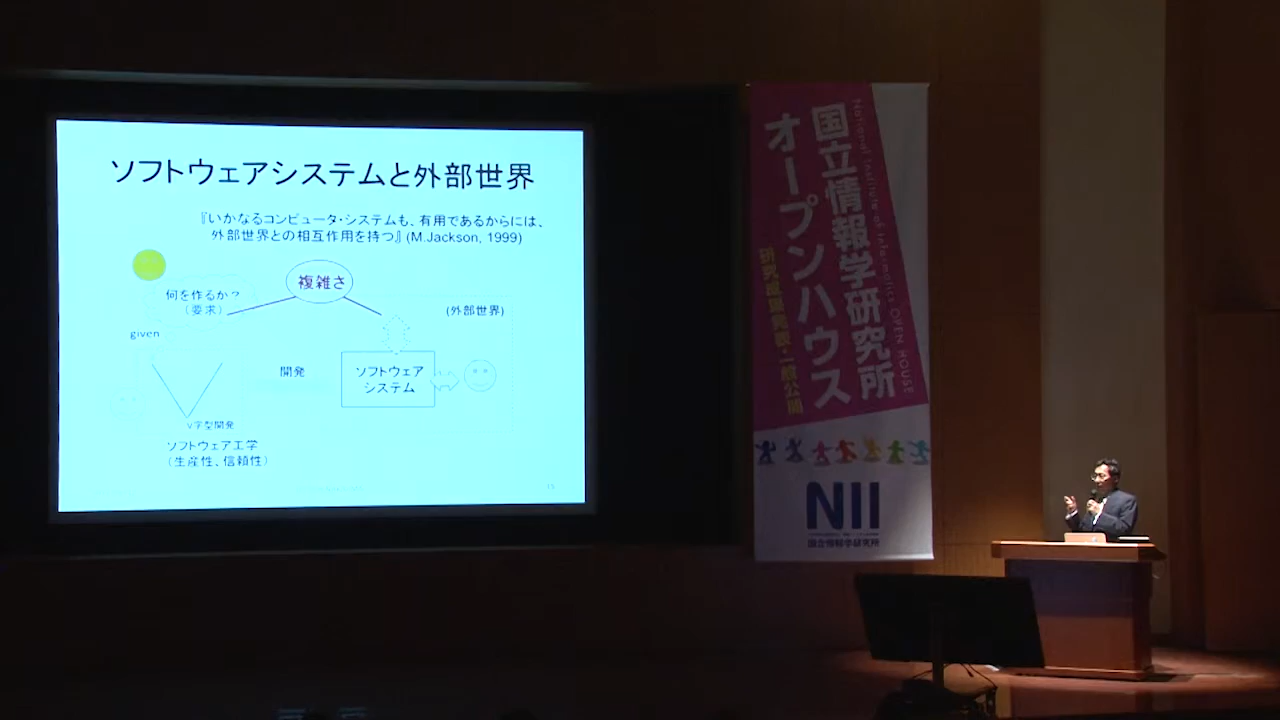 ソフトウェアシステムと外部世界
『いかなるコンピュータ・システムも、有用であるからには、
外部世界との相互作用を持つ』(M.Jackson, 1999)
複雑さ
何を作るか？
（要求）
(外部世界)
given
開発
ソフトウェア
システム
V字型開発
ソフトウェア工学
（生産性、信頼性）
15
国立情報学研究所
オープンハウス
National Institute of Informatics OPEN HOUSE
研究成果発表・一般公開
NII
国立情報学研究所